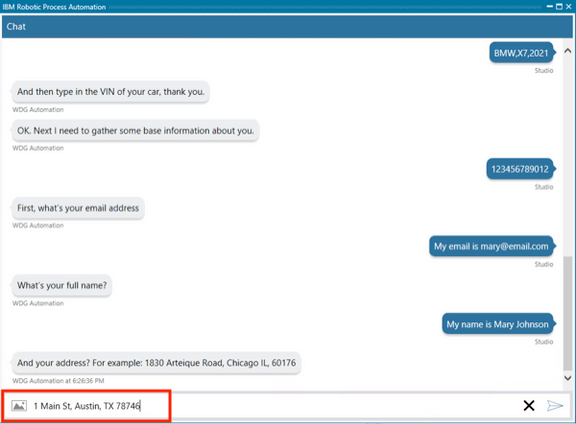 IBM Robotic Process Automation
Chat
BMW,X7,2021
Studio
And then type in the VIN of your car, thank you.
WDG Automation
OK. Next I need to gather some base information about you.
WDG Automation
123456789012
Studio
First, what's your email address
WDG Automation
My email is mary@email.com
Studio
What's your full name?
WDG Automation
My name is Mary Johnson
Studio
And your address? For example: 1830 Arteique Road, Chicago IL, 60176
WDG Automation at 6:26:36 PM
1 Main St, Austin, TX 78746